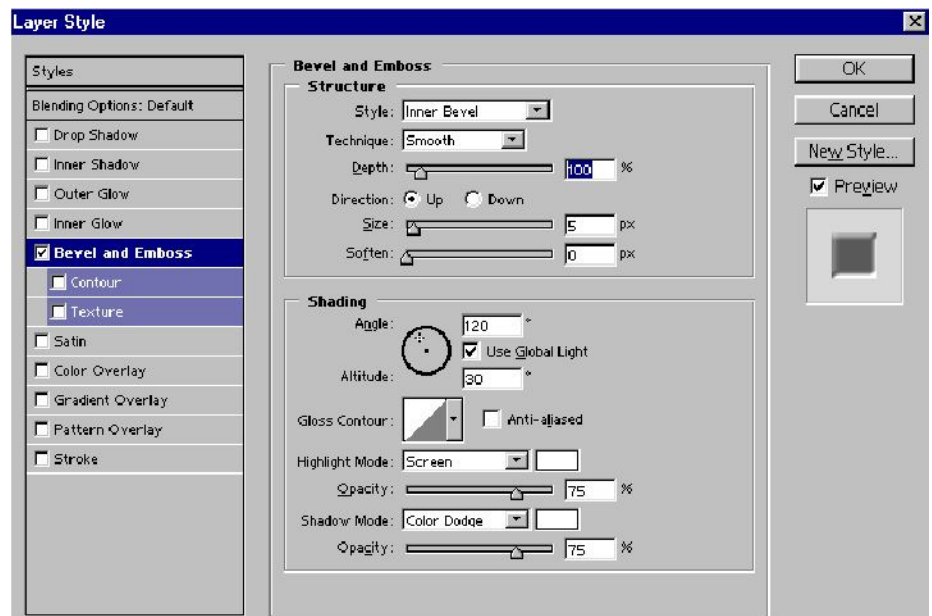 Layer Style
Styles
Blending Options: Default
Drop Shadow
Inner Shadow
Outer Glow
Inner Glow
Bevel and Emboss
Contour
Texture
Satin
Color Overlay
Gradient Overlay
Pattern Overlay
Stroke
Bevel and Emboss
Structure
Style: Inner Bevel
Technique: Smooth
Depth: 100 %
Direction: Up Down
Size: 5 px
Soften: 0 px
Shading
Angle: 120 °
Use Global Light
Altitude: 30 °
Gloss Contour: Anti-aliased
Highlight Mode: Screen
Opacity: 75 %
Shadow Mode: Color Dodge
Opacity: 75 %
OK
Cancel
New Style...
Preview